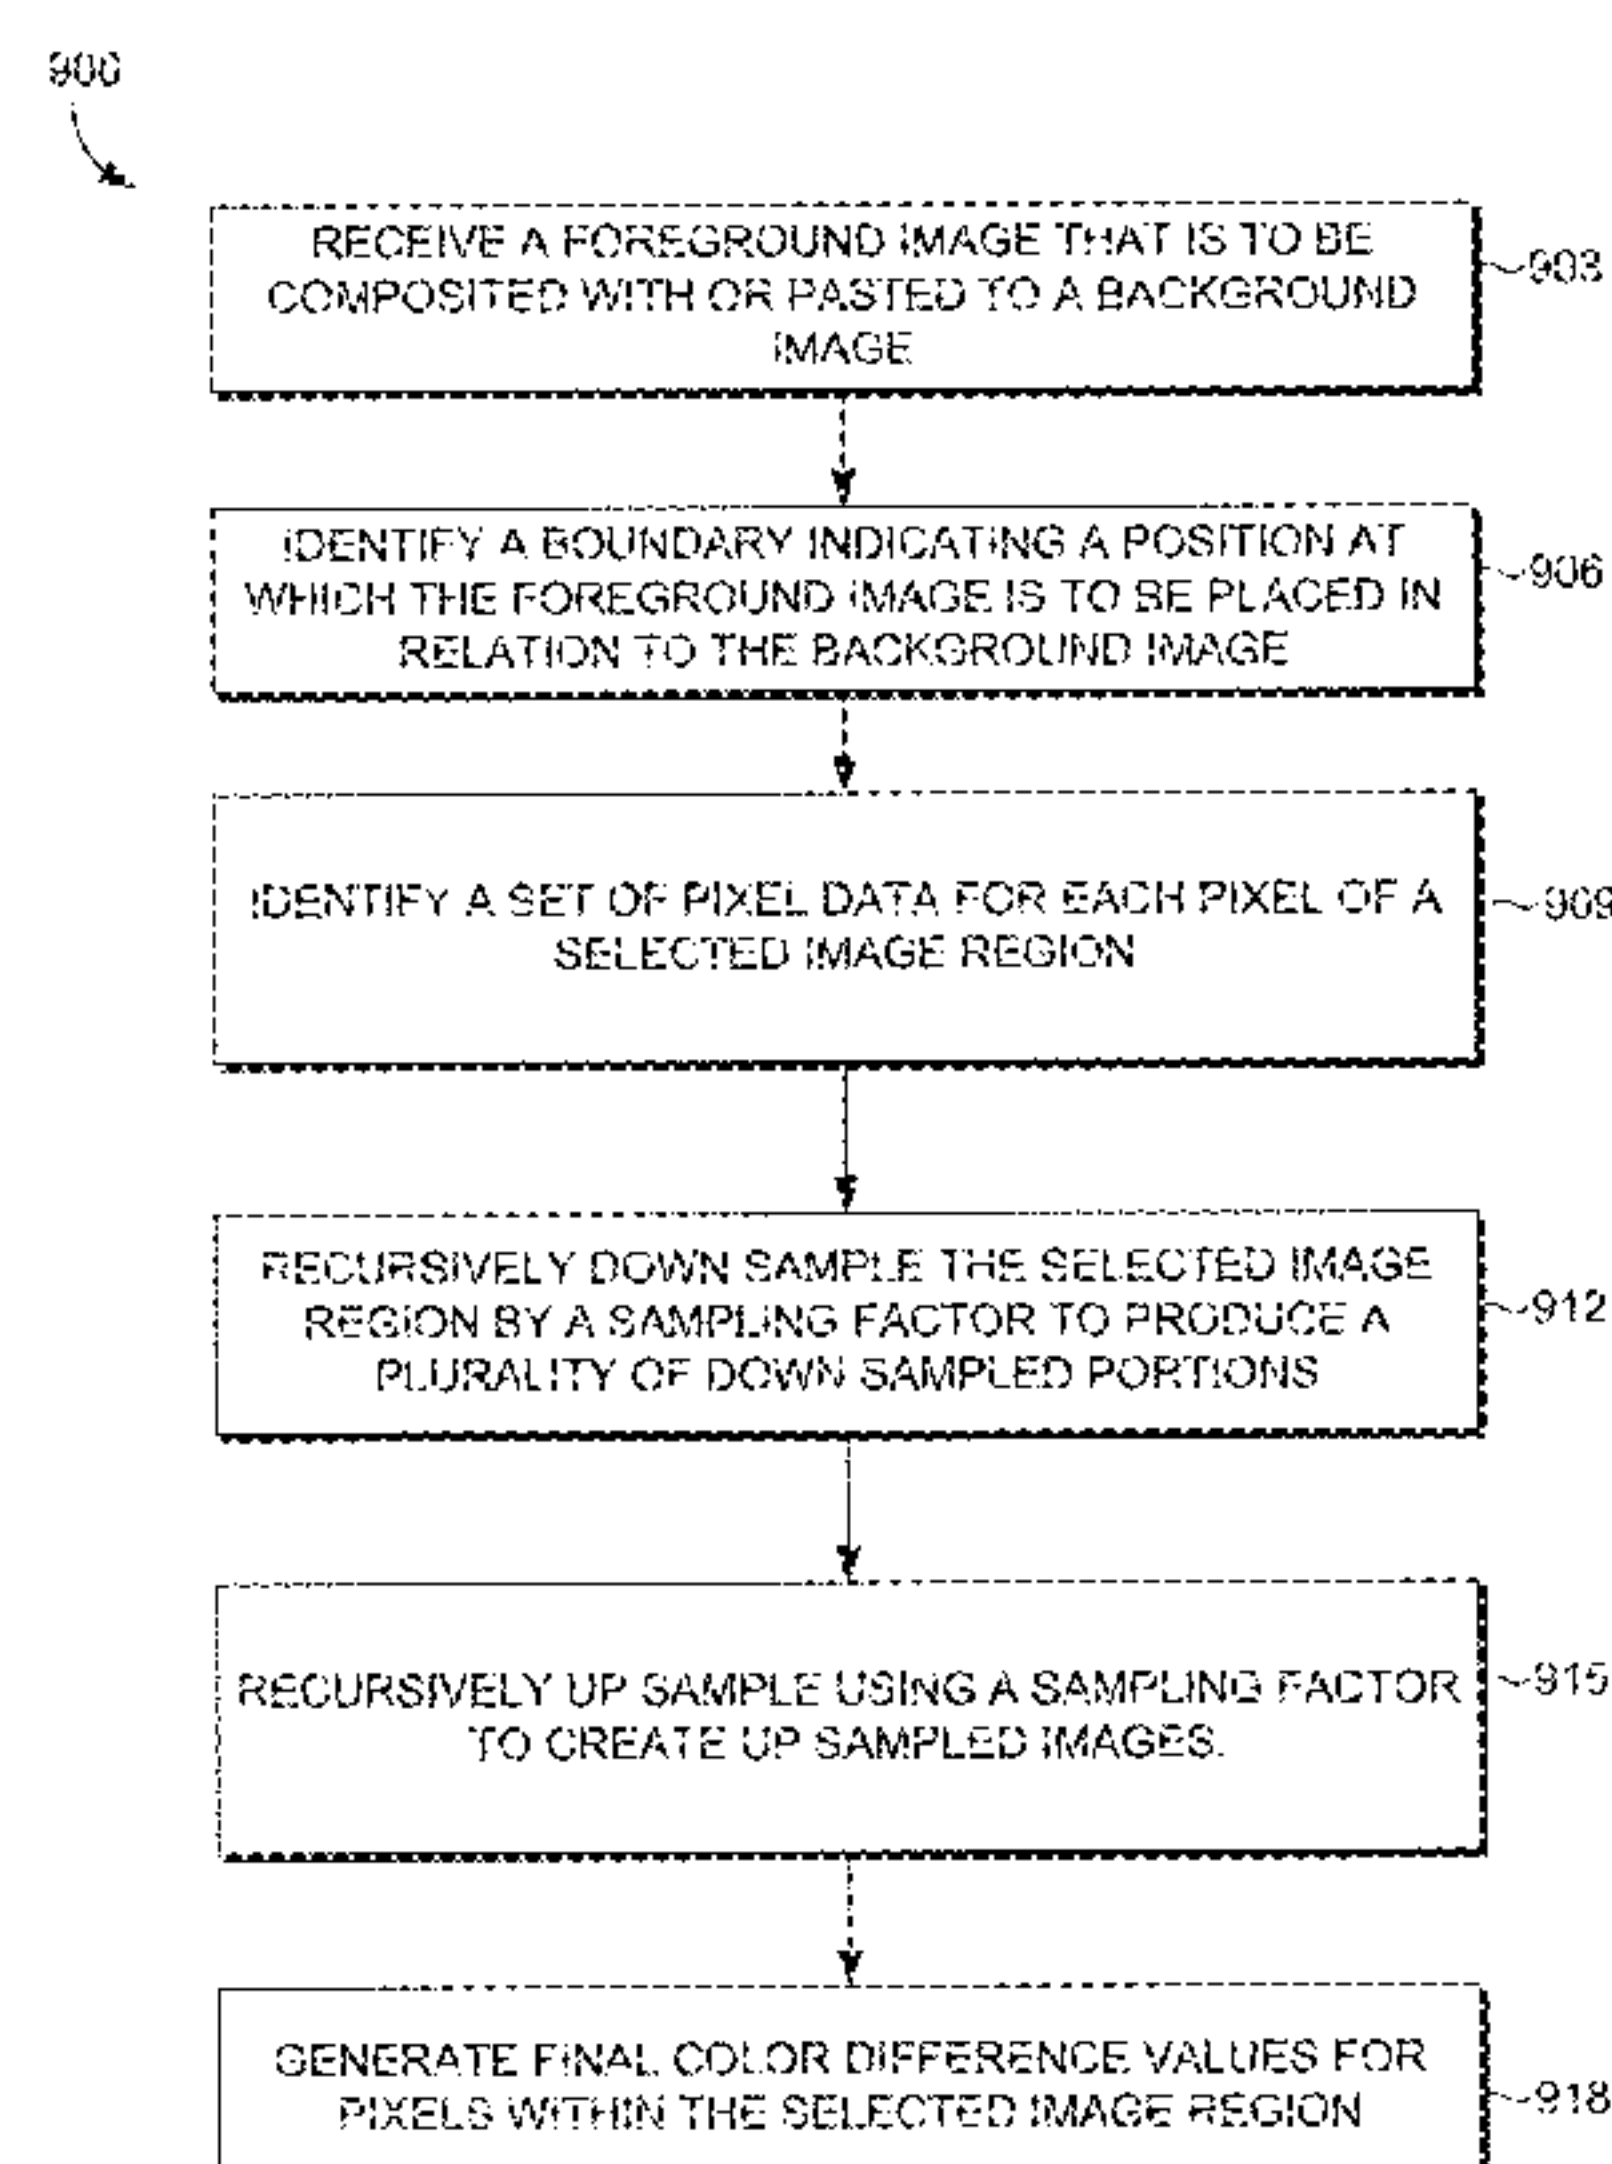 900
RECEIVE A FOREGROUND IMAGE THAT IS TO BE
COMPOSITED WITH OR PASTED TO A BACKGROUND
IMAGE
903
IDENTIFY A BOUNDARY INDICATING A POSITION AT
WHICH THE FOREGROUND IMAGE IS TO BE PLACED IN
RELATION TO THE BACKGROUND IMAGE
906
IDENTIFY A SET OF PIXEL DATA FOR EACH PIXEL OF A
SELECTED IMAGE REGION
909
RECURSIVELY DOWN SAMPLE THE SELECTED IMAGE
REGION BY A SAMPLING FACTOR TO PRODUCE A
PLURALITY OF DOWN SAMPLED PORTIONS
912
RECURSIVELY UP SAMPLE USING A SAMPLING FACTOR
TO CREATE UP SAMPLED IMAGES.
915
GENERATE FINAL COLOR DIFFERENCE VALUES FOR
PIXELS WITHIN THE SELECTED IMAGE REGION
918